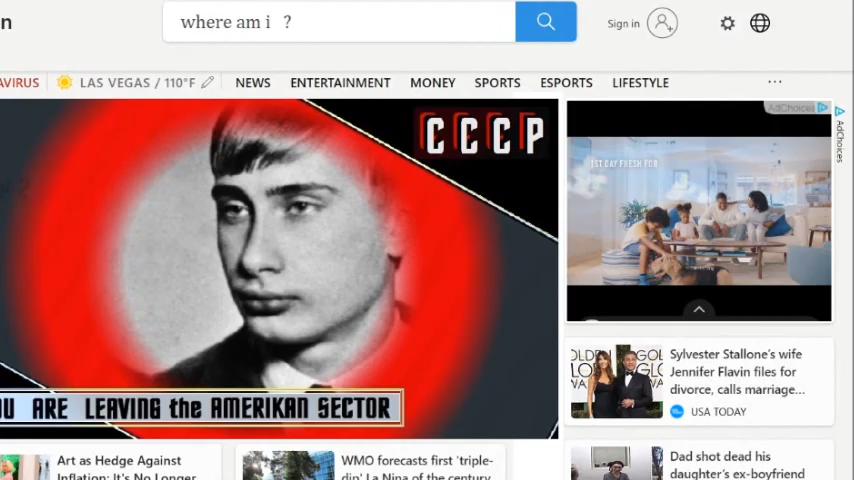 n
where am i ?
Sign in
AVIRUS
LAS VEGAS / 110°F
NEWS
ENTERTAINMENT
MONEY
SPORTS
ESPORTS
LIFESTYLE
...
CCCP
AdChoices
AdChoices
1ST DAY FRESH FOR
OU ARE LEAVING the AMERIKAN SECTOR
Sylvester Stallone's wife
Jennifer Flavin files for
divorce, calls marriage...
USA TODAY
Art as Hedge Against
Inflation: It's No Longer
WMO forecasts first 'triple-
dip' La Nina of the century
Dad shot dead his
daughter's ex-boyfriend